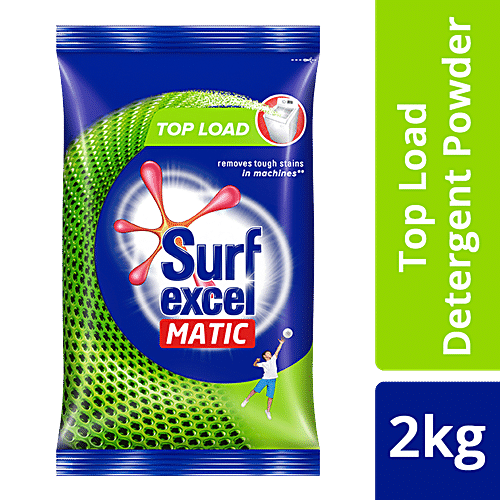 TOP LOAD
removes tough stains
in machines**
Surf
excel
MATIC
Top Load
Detergent Powder
2kg